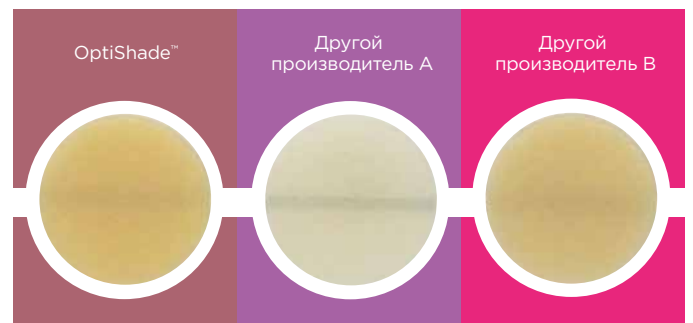 OptiShade™
Другой
производитель А
Другой
производитель В